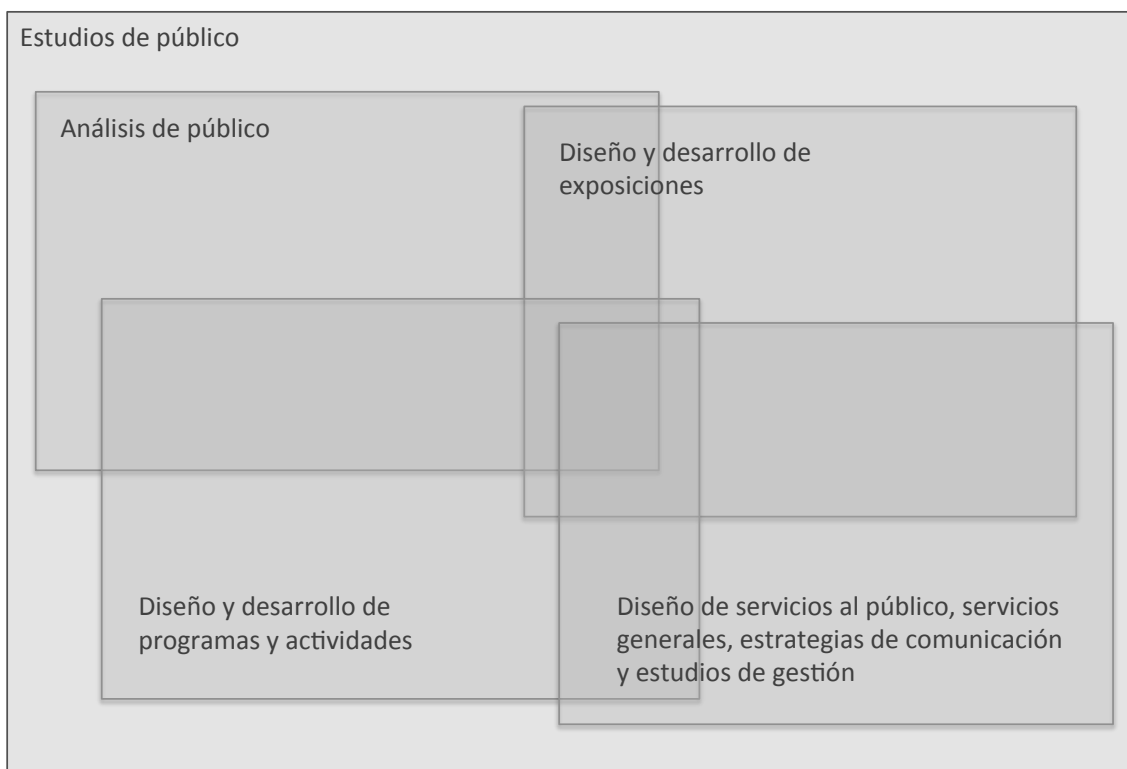 Estudios de público
Análisis de público
Diseño y desarrollo de
exposiciones
Diseño y desarrollo de
programas y actividades
Diseño de servicios al público, servicios
generales, estrategias de comunicación
y estudios de gestión